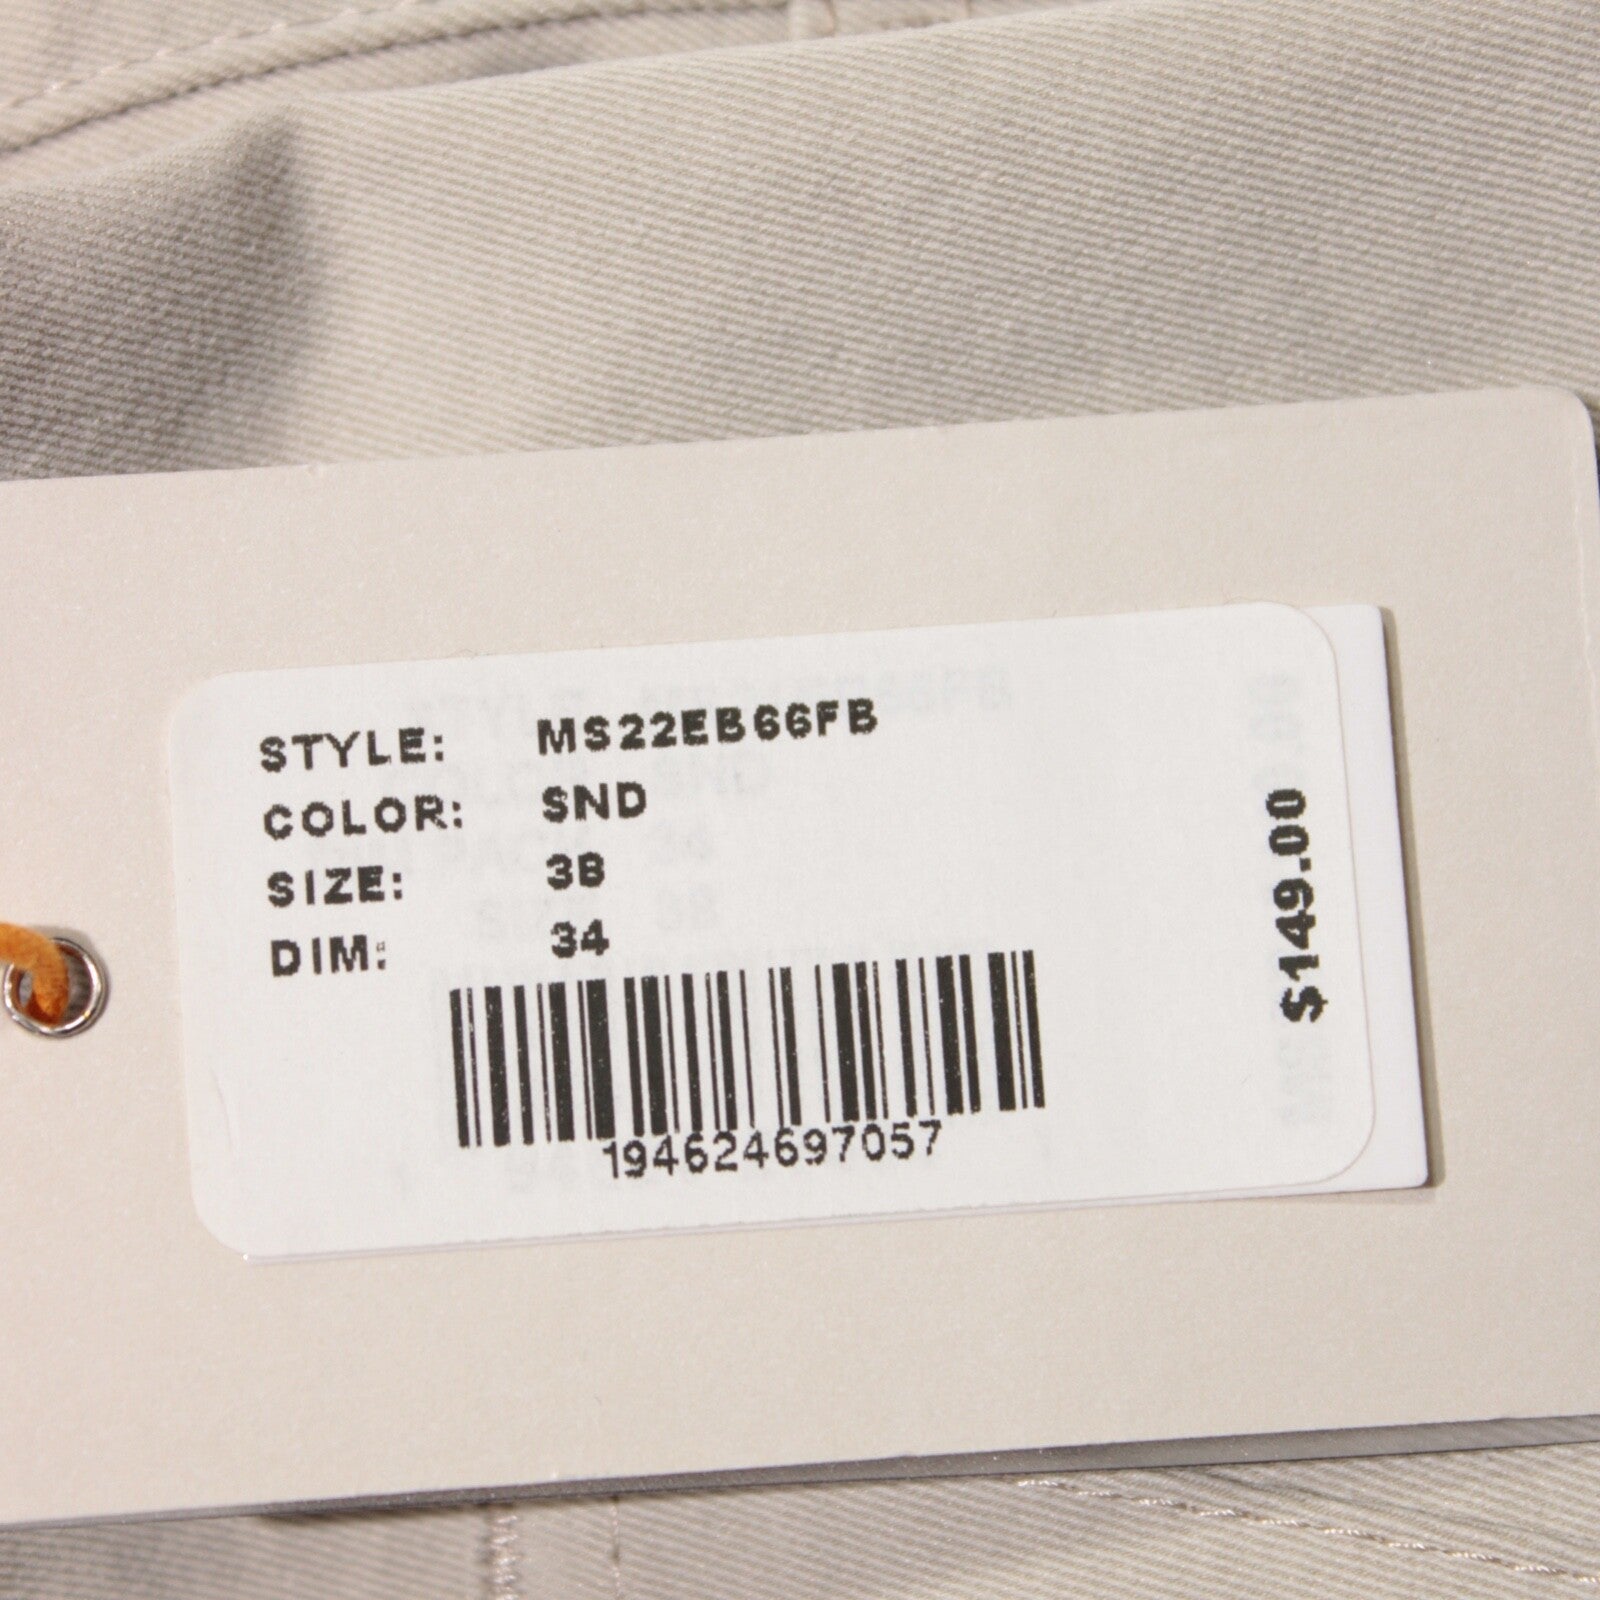 STYLE: MS22EB66FB
COLOR: SND
SIZE: 38
DIM: 34
194624697057
$149.00